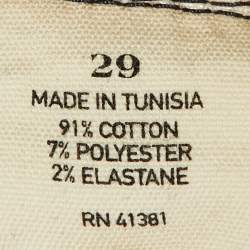 29
MADE IN TUNISIA
91% COTTON
7% POLYESTER
2% ELASTANE
RN 41381